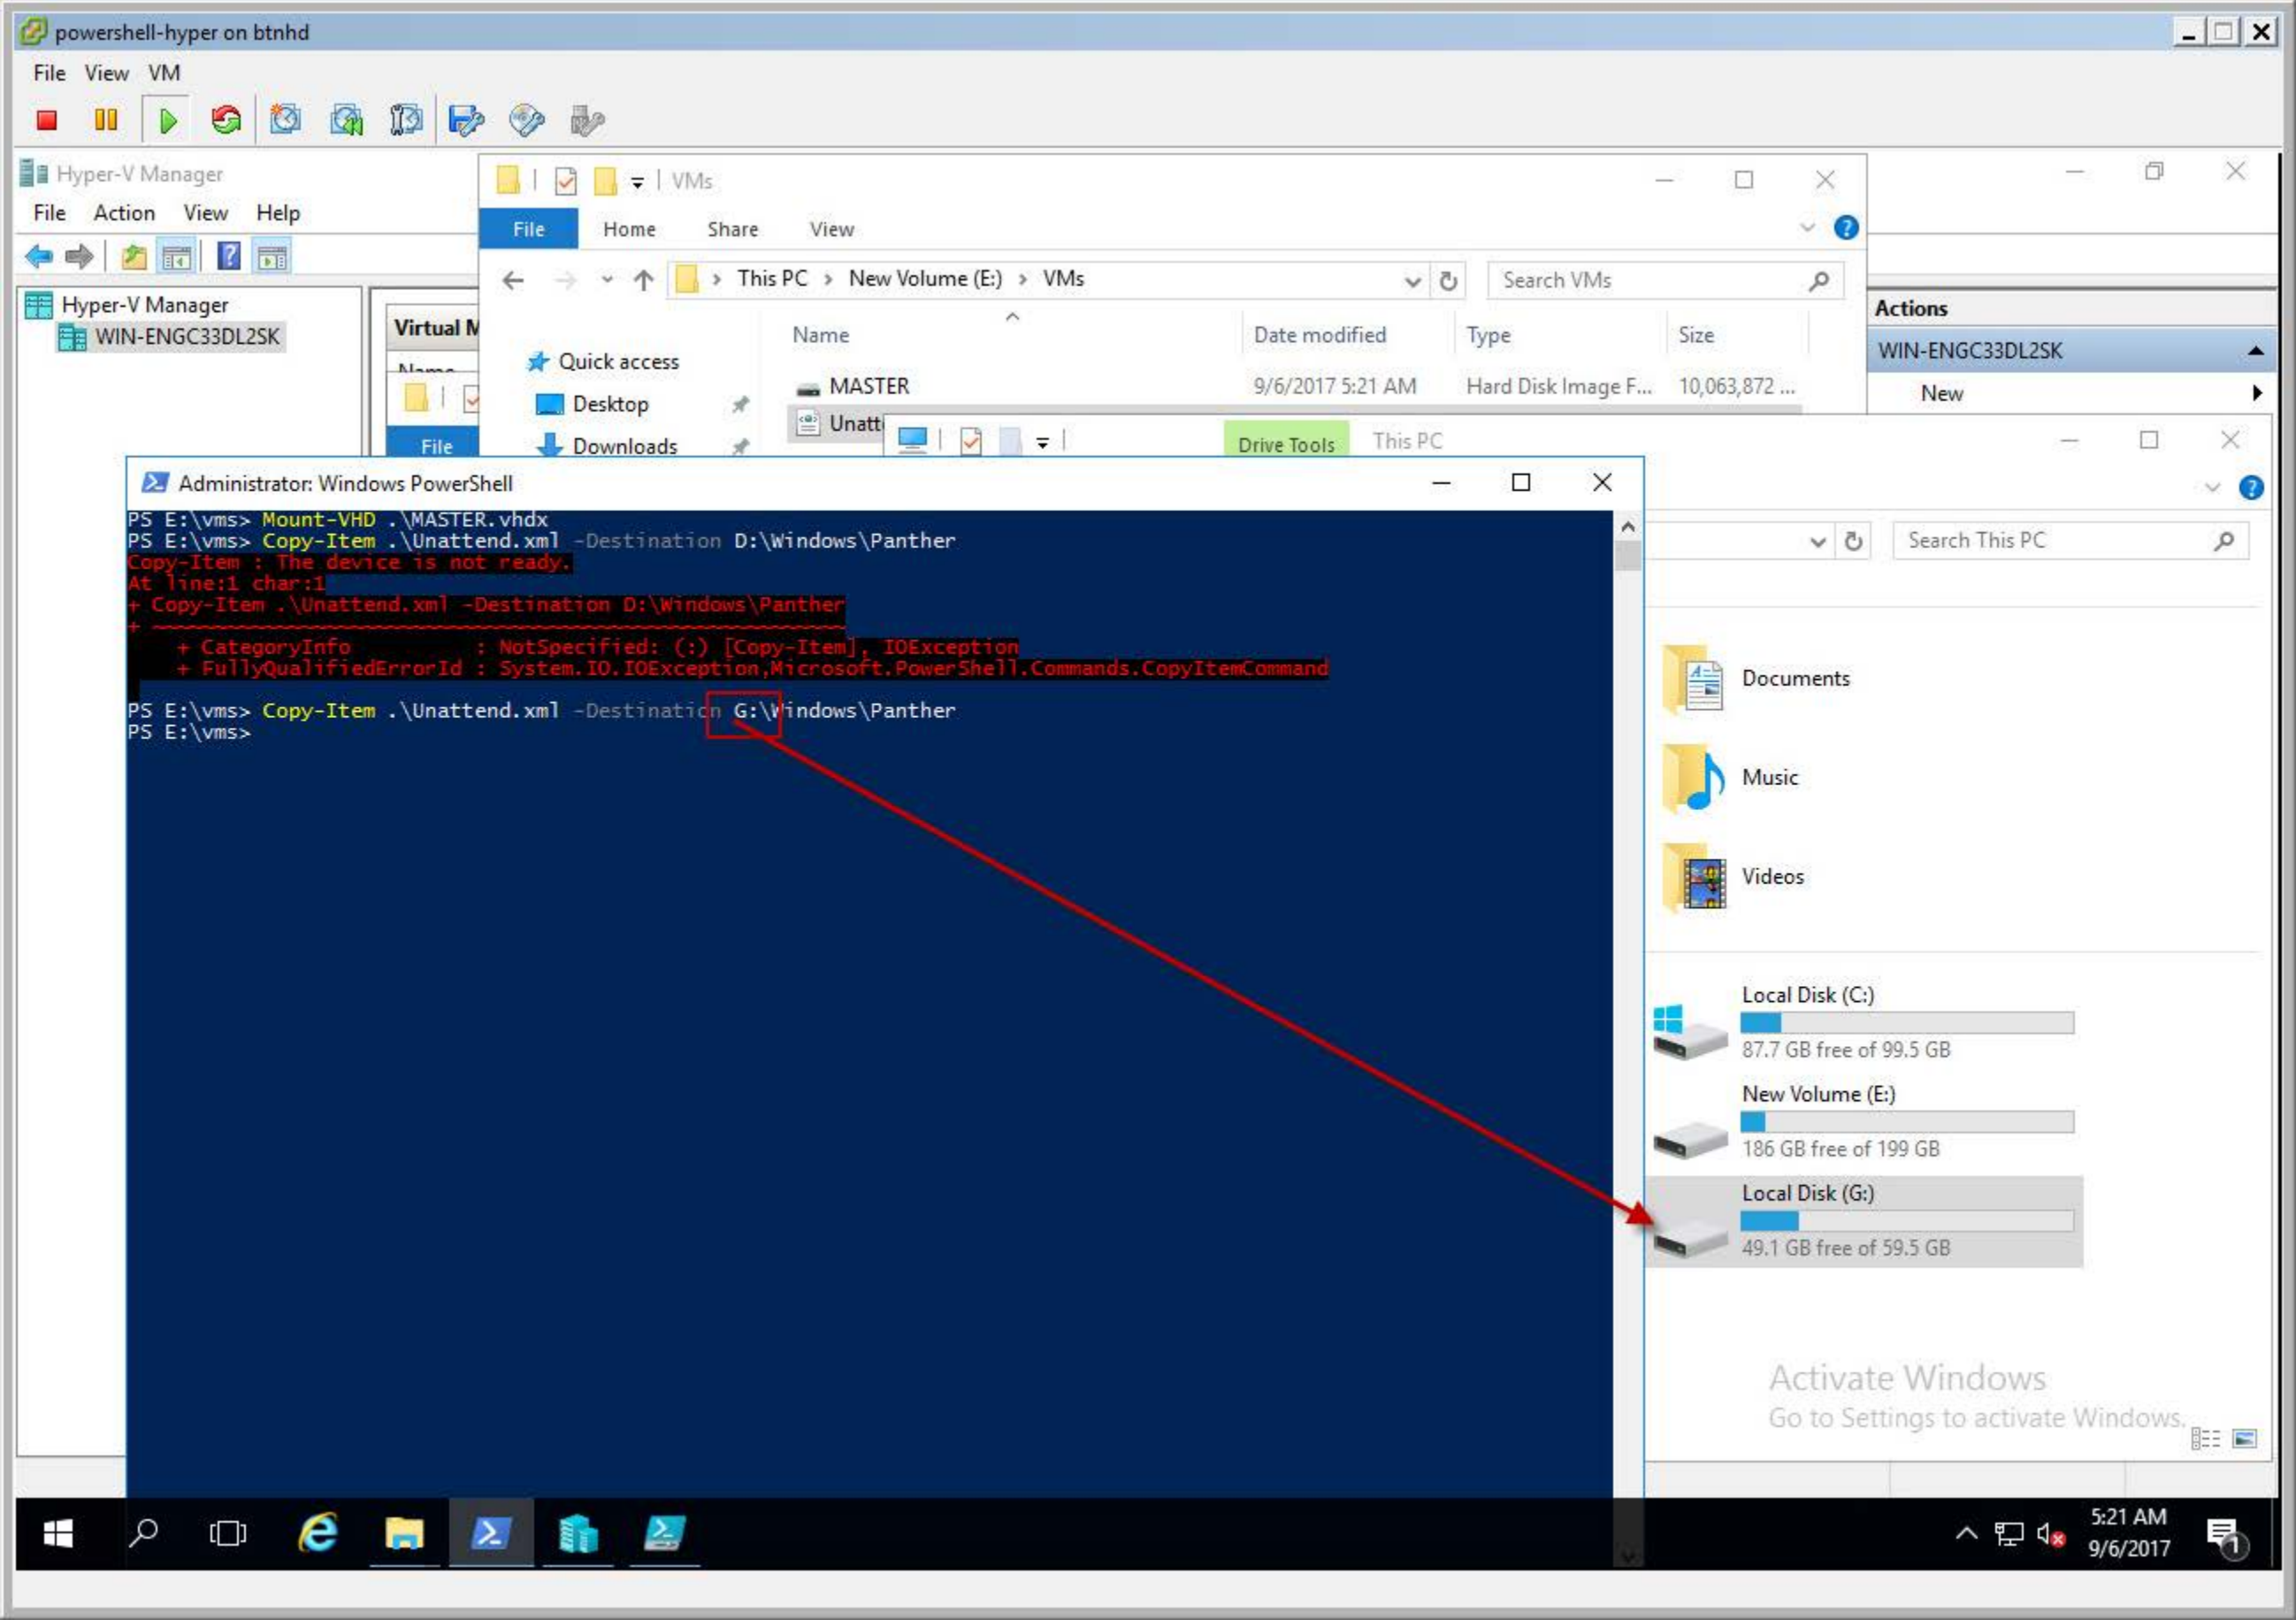 powershell-hyper on btnhd
File View VM
Hyper-V Manager
File Action View Help
Hyper-V Manager
WIN-ENGC33DL2SK
Virtual M
Name
File
VMs
File Home Share View
This PC > New Volume (E:) > VMs
Search VMs
Name Date modified Type Size
Quick access
Desktop
Downloads
MASTER 9/6/2017 5:21 AM Hard Disk Image F... 10,063,872 ...
Unatt
Actions
WIN-ENGC33DL2SK
New
Drive Tools This PC
Search This PC
Administrator: Windows PowerShell
PS E:\vms> Mount-VHD .\MASTER.vhdx
PS E:\vms> Copy-Item .\Unattend.xml -Destination D:\Windows\Panther
Copy-Item : The device is not ready.
At line:1 char:1
+ Copy-Item .\Unattend.xml -Destination D:\Windows\Panther
+ ~~~~~~~~~~~~~~~~~~~~~~~~~~~~~~~~~~~~~~~~~~~~~~~~~~~~~~~~
+ CategoryInfo : NotSpecified: (:) [Copy-Item], IOException
+ FullyQualifiedErrorId : System.IO.IOException,Microsoft.PowerShell.Commands.CopyItemCommand
PS E:\vms> Copy-Item .\Unattend.xml -Destination G:\Windows\Panther
PS E:\vms>
Documents
Music
Videos
Local Disk (C:)
87.7 GB free of 99.5 GB
New Volume (E:)
186 GB free of 199 GB
Local Disk (G:)
49.1 GB free of 59.5 GB
Activate Windows
Go to Settings to activate Windows.
5:21 AM
9/6/2017
1